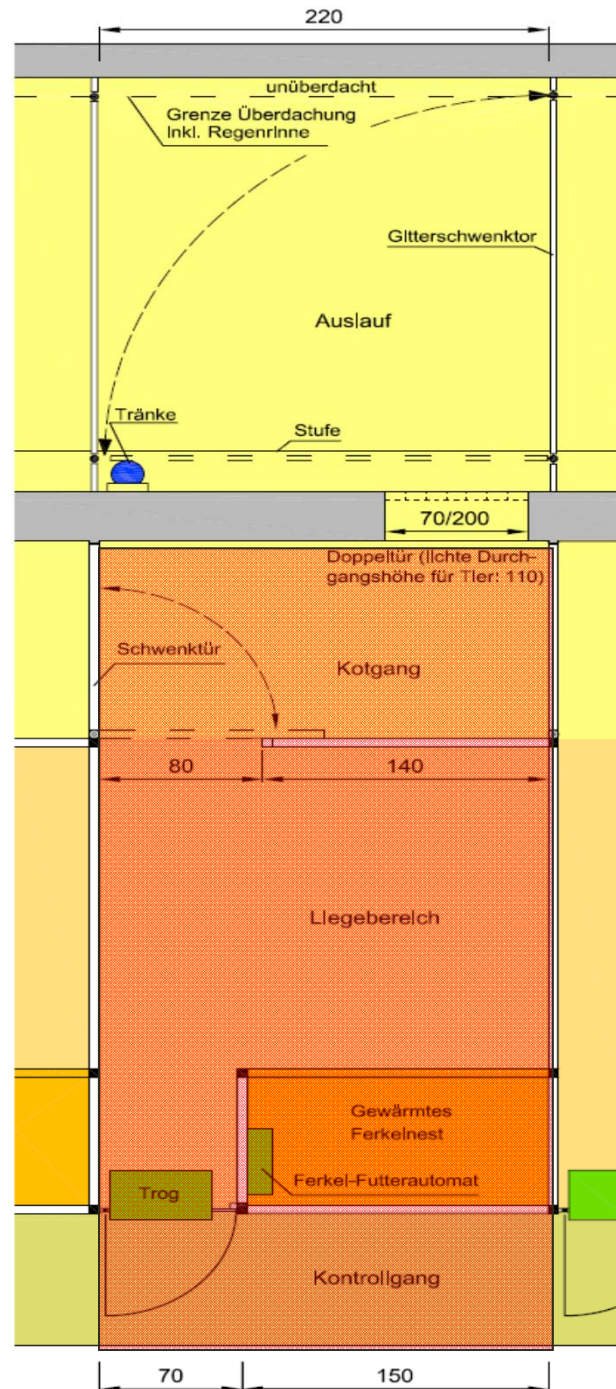 220
unüberdacht
Grenze Überdachung
Inkl. Regenrinne
Gitterschwenktor
Auslauf
Tränke
Stufe
70/200
Doppeltür (lichte Durch-
gangshöhe für Tier: 110)
Schwenktür
Kotgang
80
140
Liegebereich
Gewärmtes
Ferkelnest
Ferkel-Futterautomat
Trog
Kontrollgang
70
150